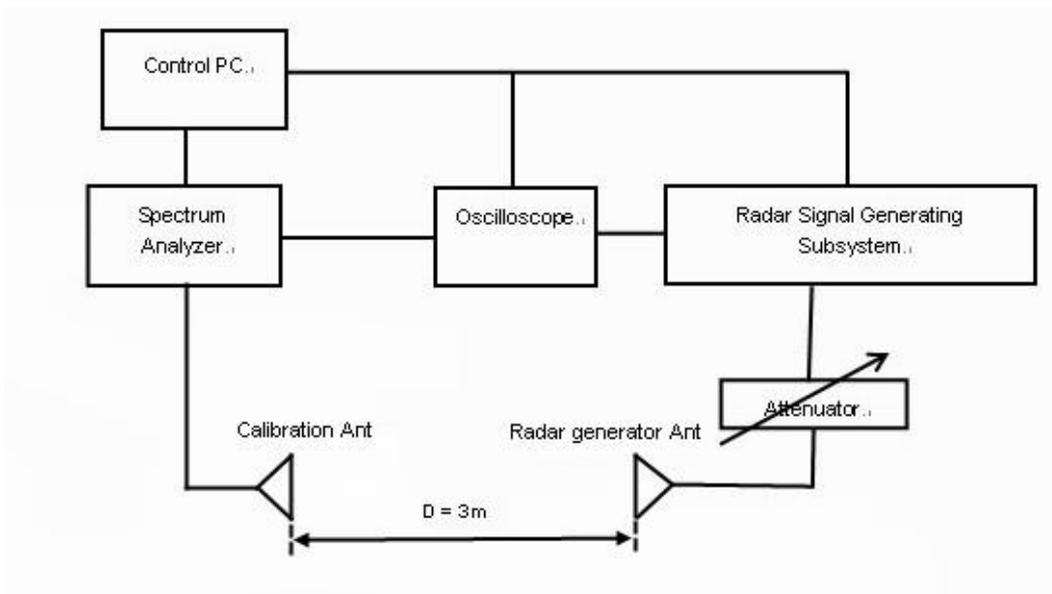 Control PC.
Spectrum
Analyzer.
Oscilloscope.
Radar Signal Generating
Subsystem.
Attenuator.
Calibration Ant
Radar generator Ant
D = 3m